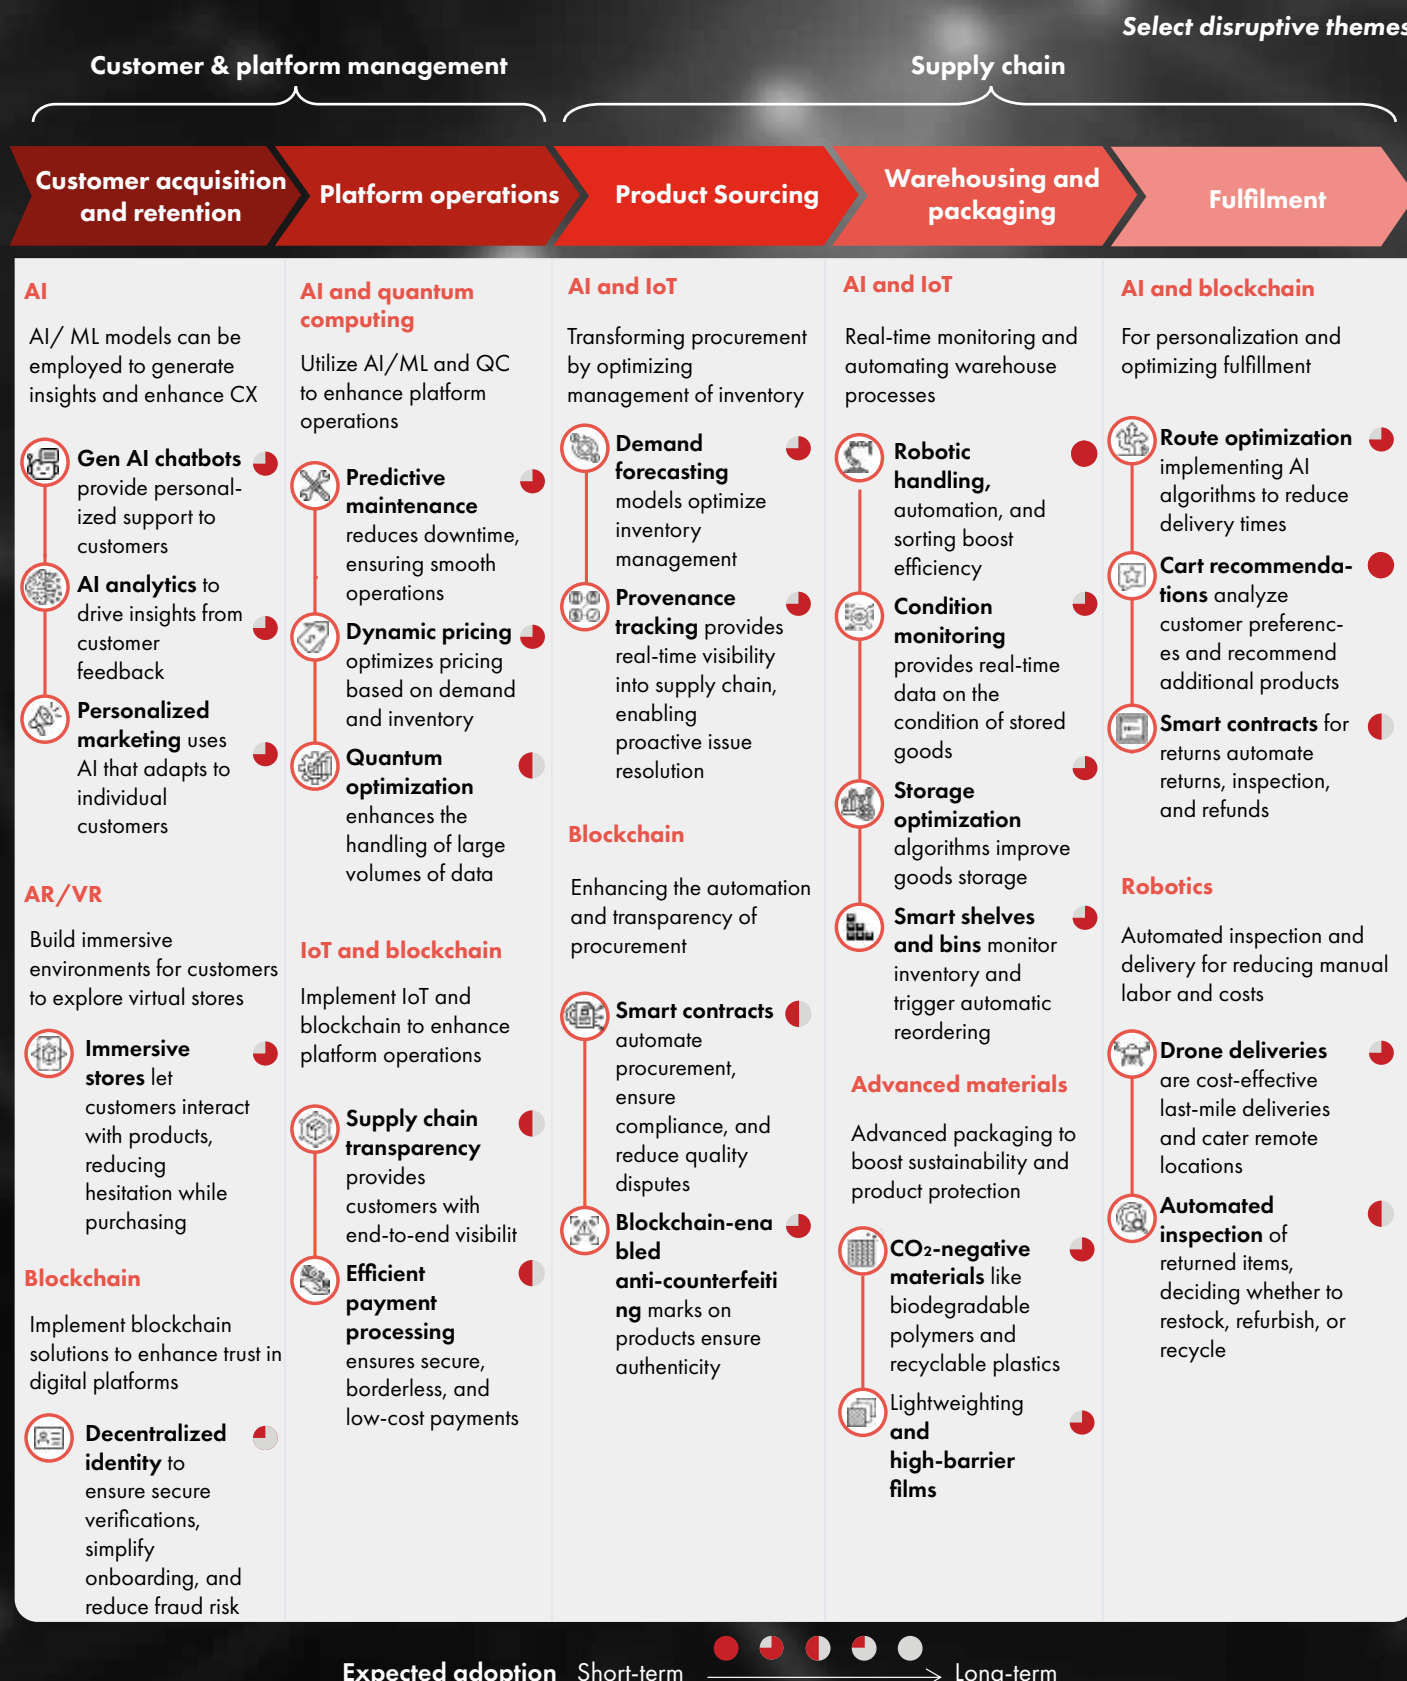 Select disruptive themes
Customer & platform management
Supply chain
Customer acquisition
and retention
Platform operations
Product Sourcing
Warehousing and
packaging
Fulfilment
AI
AI/ ML models can be
employed to generate
insights and enhance CX
Gen AI chatbots
provide personal-
ized support to
customers
AI analytics to
drive insights from
customer
feedback
Personalized
marketing uses
AI that adapts to
individual
customers
AR/VR
Build immersive
environments for customers
to explore virtual stores
Immersive
stores let
customers interact
with products,
reducing
hesitation while
purchasing
Blockchain
Implement blockchain
solutions to enhance trust in
digital platforms
Decentralized
identity to
ensure secure
verifications,
simplify
onboarding, and
reduce fraud risk
AI and quantum
computing
Utilize AI/ML and QC
to enhance platform
operations
Predictive
maintenance
reduces downtime,
ensuring smooth
operations
Dynamic pricing
optimizes pricing
based on demand
and inventory
Quantum
optimization
enhances the
handling of large
volumes of data
IoT and blockchain
Implement IoT and
blockchain to enhance
platform operations
Supply chain
transparency
provides
customers with
end-to-end visibilit
Efficient
payment
processing
ensures secure,
borderless, and
low-cost payments
AI and IoT
Transforming procurement
by optimizing
management of inventory
Demand
forecasting
models optimize
inventory
management
Provenance
tracking provides
real-time visibility
into supply chain,
enabling
proactive issue
resolution
Blockchain
Enhancing the automation
and transparency of
procurement
Smart contracts
automate
procurement,
ensure
compliance, and
reduce quality
disputes
Blockchain-ena
bled
anti-counterfeiti
ng marks on
products ensure
authenticity
AI and IoT
Real-time monitoring and
automating warehouse
processes
Robotic
handling,
automation, and
sorting boost
efficiency
Condition
monitoring
provides real-time
data on the
condition of stored
goods
Storage
optimization
algorithms improve
goods storage
Smart shelves
and bins monitor
inventory and
trigger automatic
reordering
Advanced materials
Advanced packaging to
boost sustainability and
product protection
CO₂-negative
materials like
biodegradable
polymers and
recyclable plastics
Lightweighting
and
high-barrier
films
AI and blockchain
For personalization and
optimizing fulfillment
Route optimization
implementing AI
algorithms to reduce
delivery times
Cart recommenda-
tions analyze
customer preferenc-
es and recommend
additional products
Smart contracts for
returns automate
returns, inspection,
and refunds
Robotics
Automated inspection and
delivery for reducing manual
labor and costs
Drone deliveries
are cost-effective
last-mile deliveries
and cater remote
locations
Automated
inspection of
returned items,
deciding whether to
restock, refurbish, or
recycle
Expected adoption Short-term Long-term